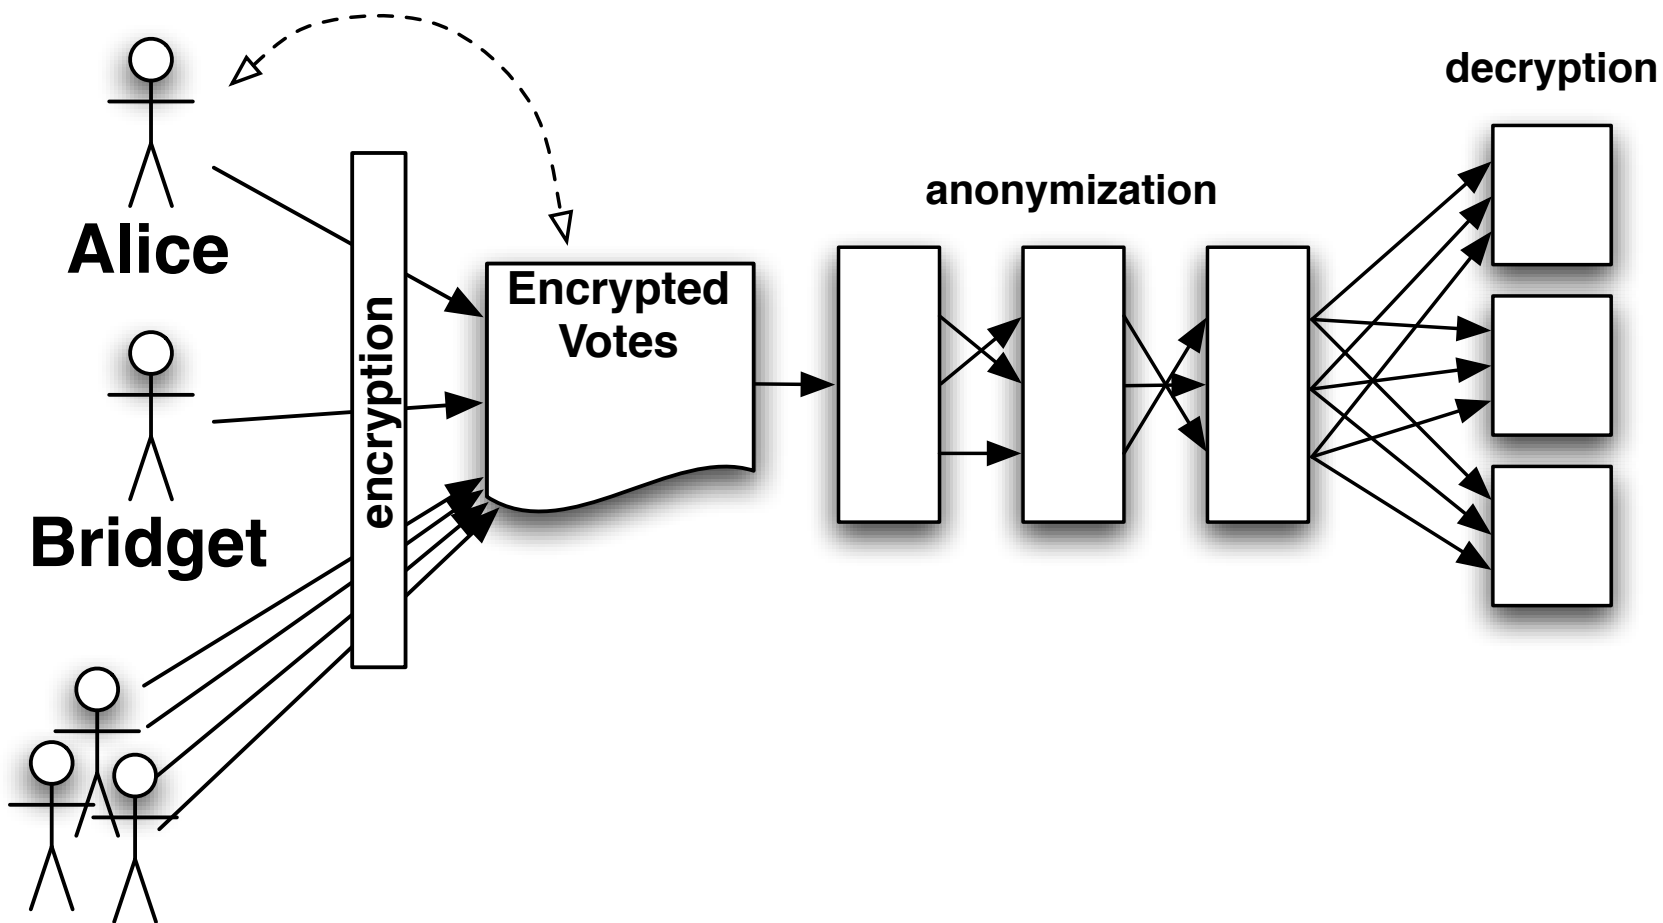 decryption
anonymization
Alice
encryption
Encrypted
Votes
Bridget